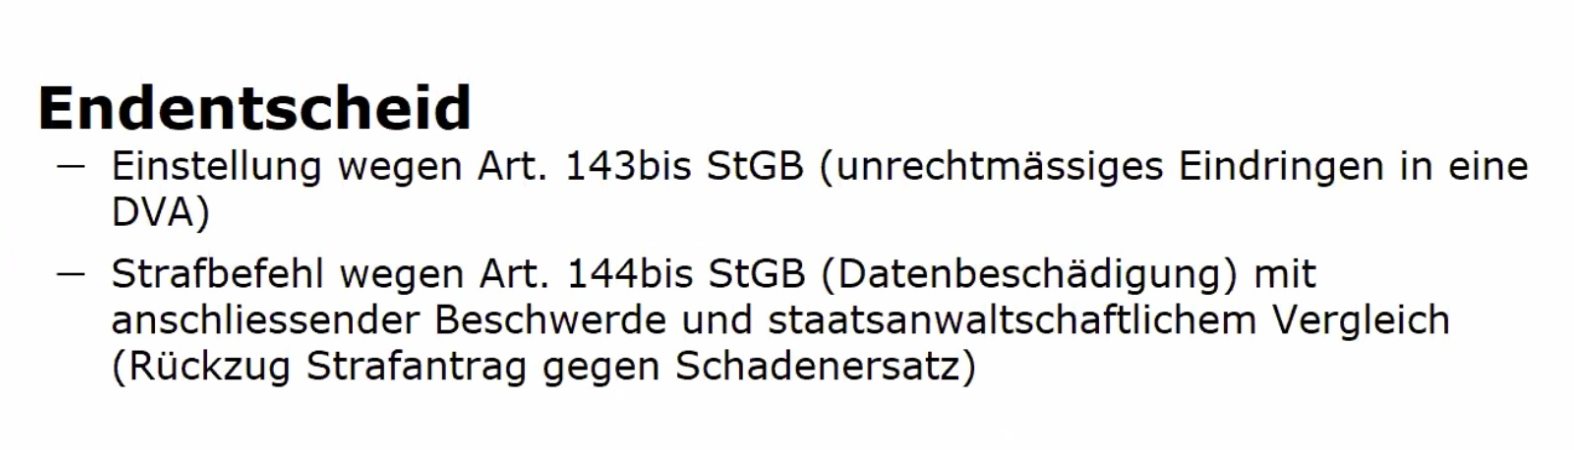 Endentscheid
— Einstellung wegen Art. 143bis StGB (unrechtmässiges Eindringen in eine
DVA)
— Strafbefehl wegen Art. 144bis StGB (Datenbeschädigung) mit
anschliessender Beschwerde und staatsanwaltschaftlichem Vergleich
(Rückzug Strafantrag gegen Schadenersatz)